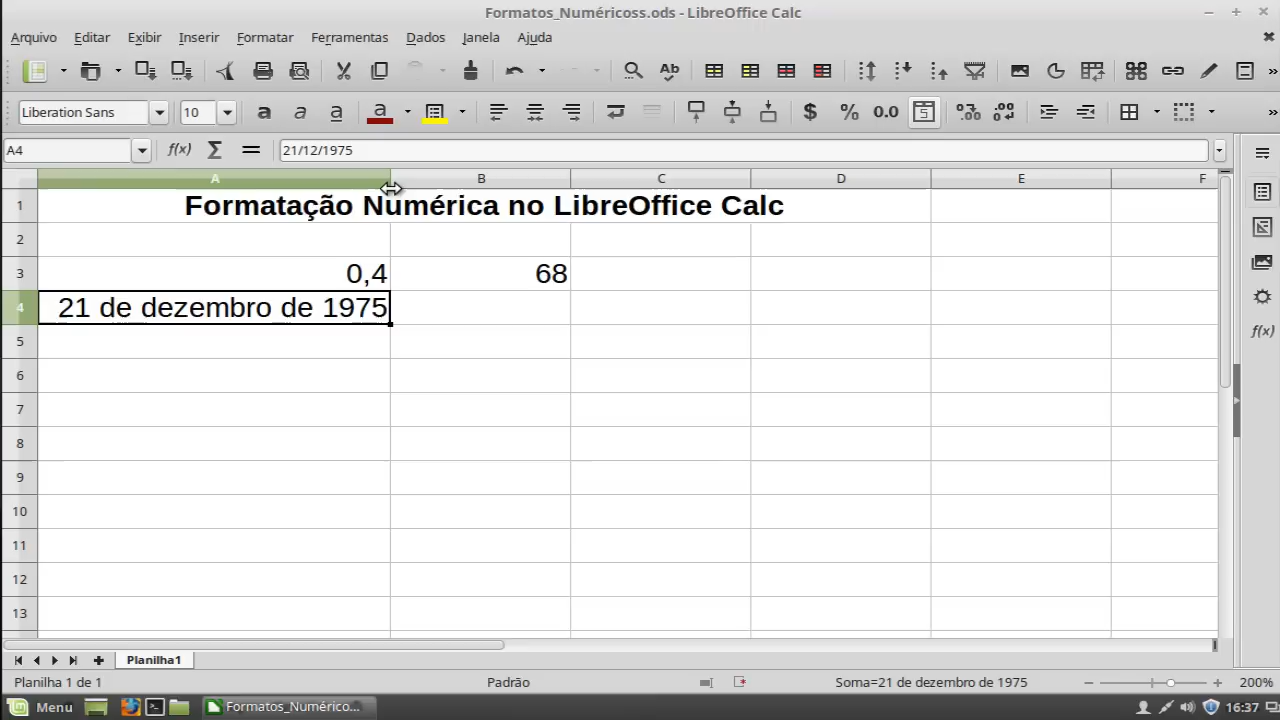 Formatos_Numéricoss.ods - LibreOffice Calc
Arquivo Editar Exibir Inserir Formatar Ferramentas Dados Janela Ajuda
Liberation Sans 10 a a a a $ % 0.0
A4 f(x) Σ = 21/12/1975
A B C D E F
1 Formatação Numérica no LibreOffice Calc
2
3 0,4 68
4 21 de dezembro de 1975
5
6
7
8
9
10
11
12
13
Planilha1
Planilha 1 de 1 Padrão Soma=21 de dezembro de 1975 200%
Menu Formatos_Numérico... 16:37